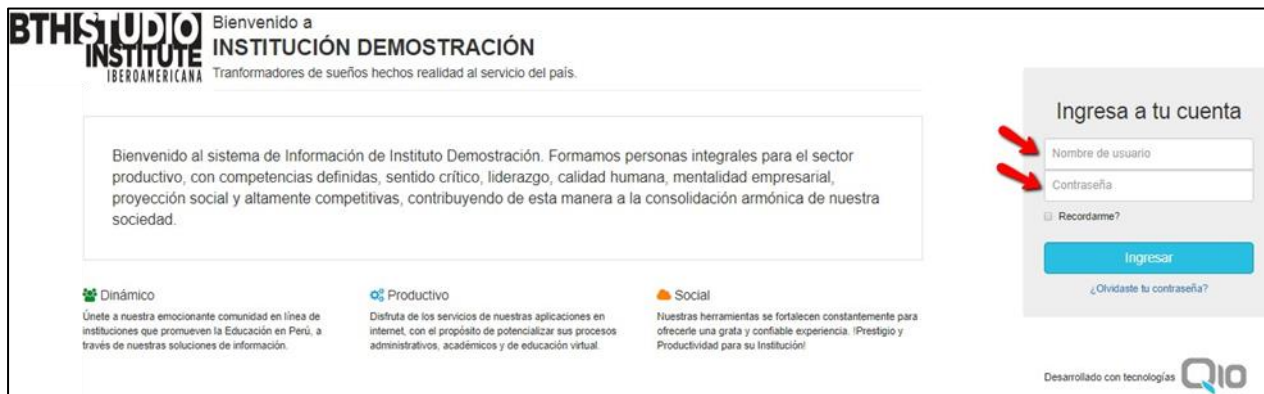 BTHSTUDIO
INSTITUTE
IBEROAMERICANA
Bienvenido a
INSTITUCIÓN DEMOSTRACIÓN
Tranformadores de sueños hechos realidad al servicio del país.
Bienvenido al sistema de Información de Instituto Demostración. Formamos personas integrales para el sector
productivo, con competencias definidas, sentido crítico, liderazgo, calidad humana, mentalidad empresarial,
proyección social y altamente competitivas, contribuyendo de esta manera a la consolidación armónica de nuestra
sociedad.
Dinámico
Únete a nuestra emocionante comunidad en línea de
instituciones que promueven la Educación en Perú, a
través de nuestras soluciones de información.
Productivo
Disfruta de los servicios de nuestras aplicaciones en
internet, con el propósito de potencializar sus procesos
administrativos, académicos y de educación virtual.
Social
Nuestras herramientas se fortalecen constantemente para
ofrecerle una grata y confiable experiencia. !Prestigio y
Productividad para su Institución!
Ingresa a tu cuenta
Nombre de usuario
Contraseña
Recordarme?
Ingresar
¿Olvidaste tu contraseña?
Desarrollado con tecnologías Q10